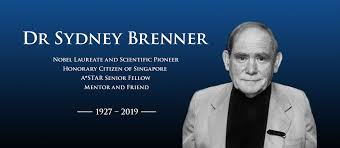 Dr Sydney Brenner
Nobel Laureate and Scientific Pioneer
Honorary Citizen of Singapore
A*STAR Senior Fellow
Mentor and Friend
1927 – 2019